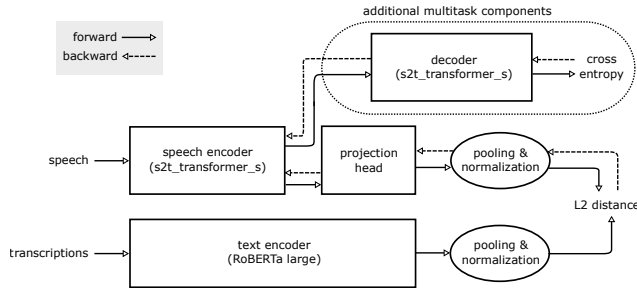 additional multitask components
forward
backward
decoder
(s2t_transformer_s)
cross
entropy
speech
speech encoder
(s2t_transformer_s)
projection
head
pooling &
normalization
L2 distance
transcriptions
text encoder
(RoBERTa large)
pooling &
normalization